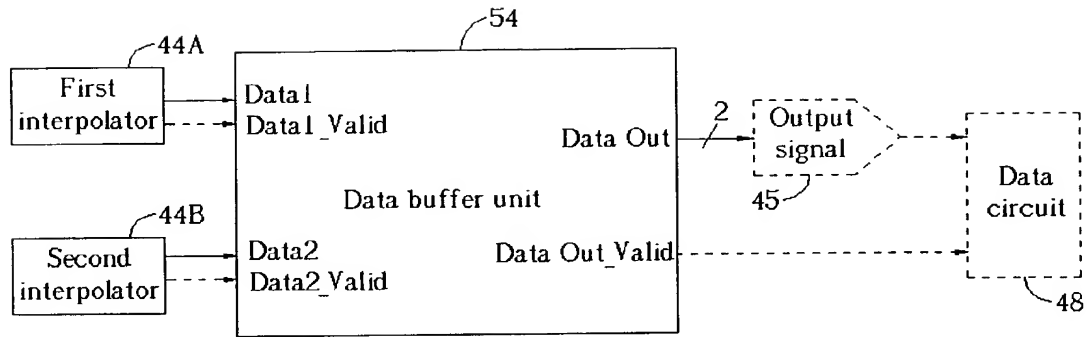 54
44A
First
interpolator
Data1
Data1_Valid
Data Out
2
Output
signal
45
Data buffer unit
Data
circuit
48
44B
Second
interpolator
Data2
Data2_Valid
Data Out_Valid